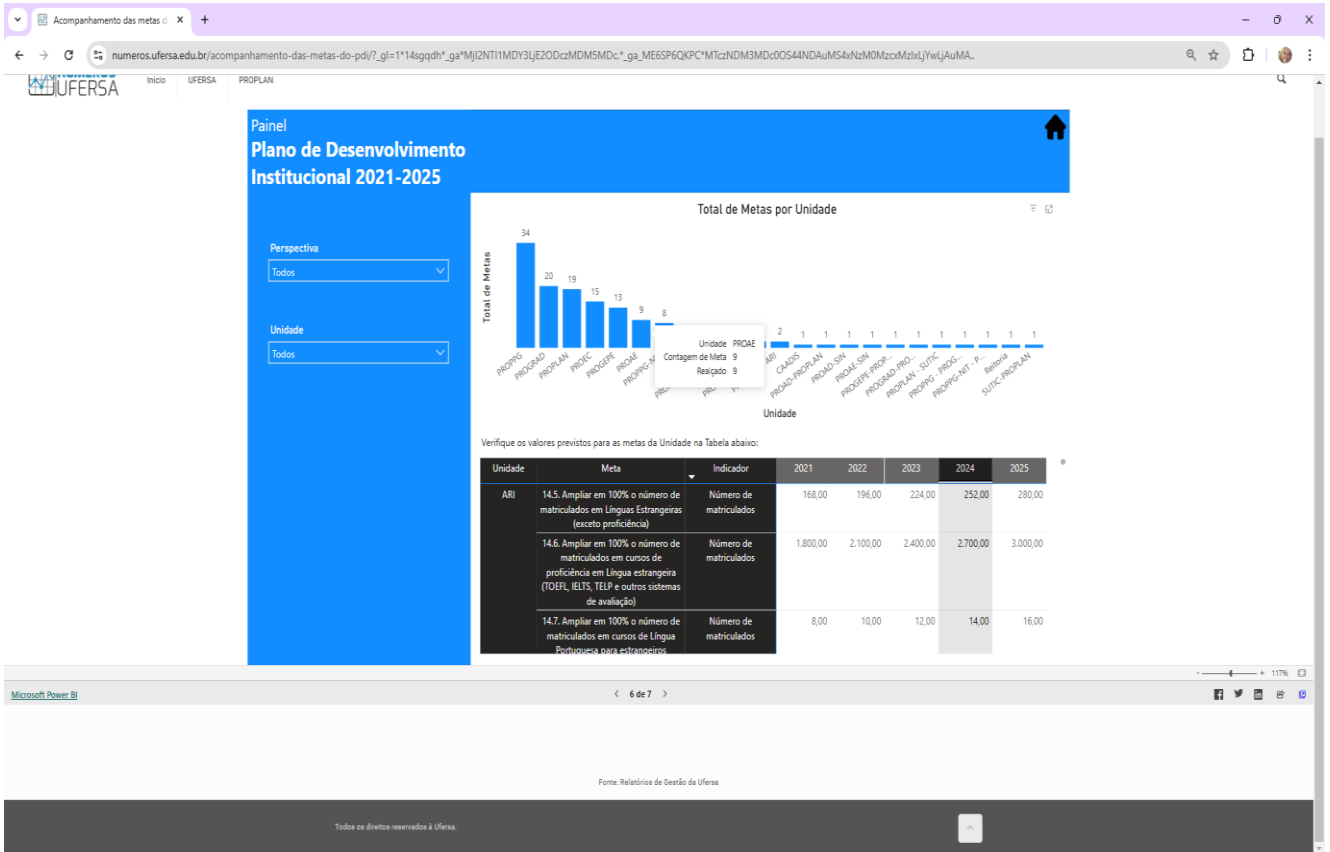 Acompanhamento das metas d
numeros.ufersa.edu.br/acompanhamento-das-metas-do-pdi/?_gl=1*14sgqdh*_ga*MjI2NTI1MDY3LjE2ODczMDM5MDc.*_ga_ME6SP6QKPC*MTczNDM3MDc0OS44NDAuMS4xNzM0MzcxMzIxLjYwLjAuMA..
NÚMEROS
UFERSA
Início UFERSA PROPLAN
Painel
Plano de Desenvolvimento
Institucional 2021-2025
Perspectiva
Todos
Unidade
Todos
Total de Metas por Unidade
Total de Metas
34 20 19 15 13 9 8 2 1 1 1 1 1 1 1 1 1 1 1
Unidade PROAE
Contagem de Meta 9
Realçado 9
PROPPG PROGRAD PROPLAN PROEC PROGEPE PROAE PROPPG-N ARI CAADIS PROAD-PROPLAN PROAD-SIN PROAE-SIN PROGEPE-PROP... PROGRAD-PRO... PROPLAN - SUTIC PROPPG - PROG... PROPPG-NIT - P... Reitoria SUTIC-PROPLAN
Unidade
Verifique os valores previstos para as metas da Unidade na Tabela abaixo:
Unidade Meta Indicador 2021 2022 2023 2024 2025
ARI 14.5. Ampliar em 100% o número de Número de 168,00 196,00 224,00 252,00 280,00
matriculados em Línguas Estrangeiras matriculados
(exceto proficiência)
14.6. Ampliar em 100% o número de Número de 1.800,00 2.100,00 2.400,00 2.700,00 3.000,00
matriculados em cursos de matriculados
proficiência em Língua estrangeira
(TOEFL, IELTS, TELP e outros sistemas
de avaliação)
14.7. Ampliar em 100% o número de Número de 8,00 10,00 12,00 14,00 16,00
matriculados em cursos de Língua matriculados
Portuguesa para estrangeiros
- + 117%
Microsoft Power BI
6 de 7
Fonte: Relatórios de Gestão da Ufersa
Todos os direitos reservados à Ufersa.